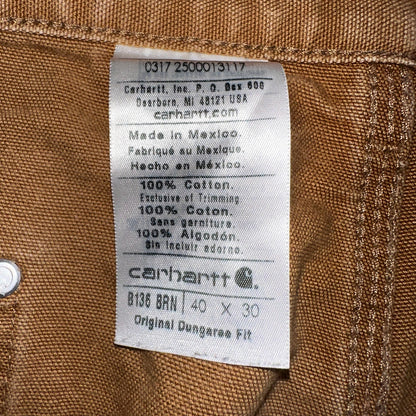 0317 2500013117
Carhartt, Inc. P. O. Box 600
Dearborn, MI 48121 USA
carhartt.com
Made in Mexico.
Fabriqué au Mexique.
Hecho en México.
100% Cotton.
Exclusive of Trimming
100% Coton.
Sans garniture.
100% Algodón.
Sin incluir adorno.
carhartt
B136 BRN 40 X 30
Original Dungaree Fit